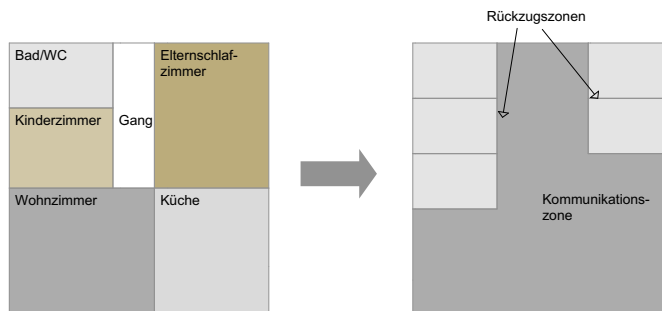 Rückzugszonen
Bad/WC
Elternschlaf-
zimmer
Kinderzimmer
Gang
Wohnzimmer
Küche
Kommunikations-
zone